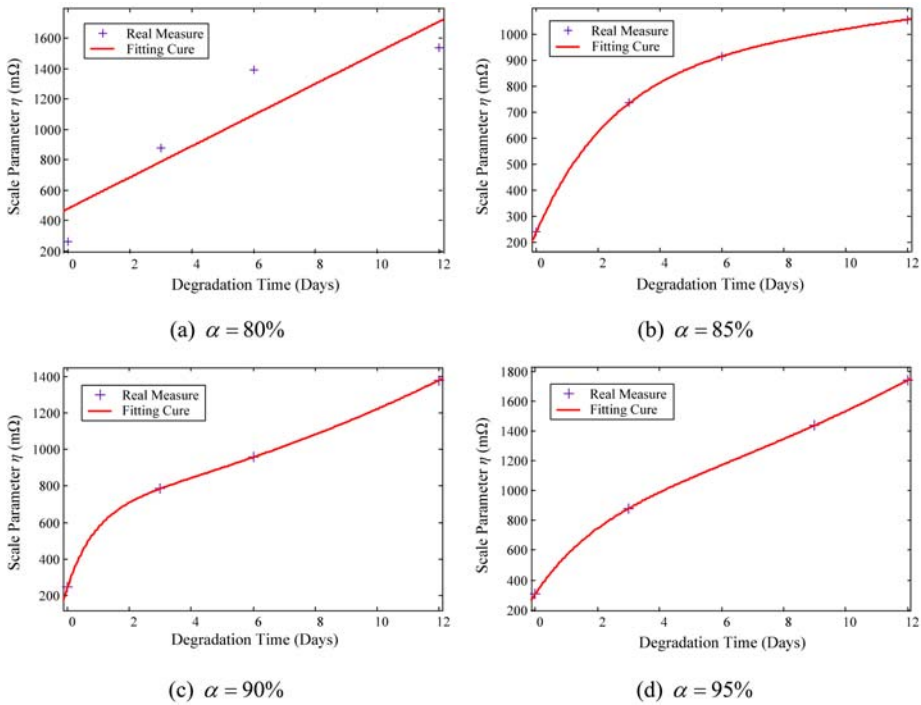 1600
1400
1200
1000
800
600
400
200
Scale Parameter η (mΩ)
Real Measure
Fitting Cure
0 2 4 6 8 10 12
Degradation Time (Days)
(a) α = 80%
1000
900
800
700
600
500
400
300
200
Scale Parameter η (mΩ)
Real Measure
Fitting Cure
0 2 4 6 8 10 12
Degradation Time (Days)
(b) α = 85%
1400
1200
1000
800
600
400
200
Scale Parameter η (mΩ)
Real Measure
Fitting Cure
0 2 4 6 8 10 12
Degradation Time (Days)
(c) α = 90%
1800
1600
1400
1200
1000
800
600
400
200
Scale Parameter η (mΩ)
Real Measure
Fitting Cure
0 2 4 6 8 10 12
Degradation Time (Days)
(d) α = 95%